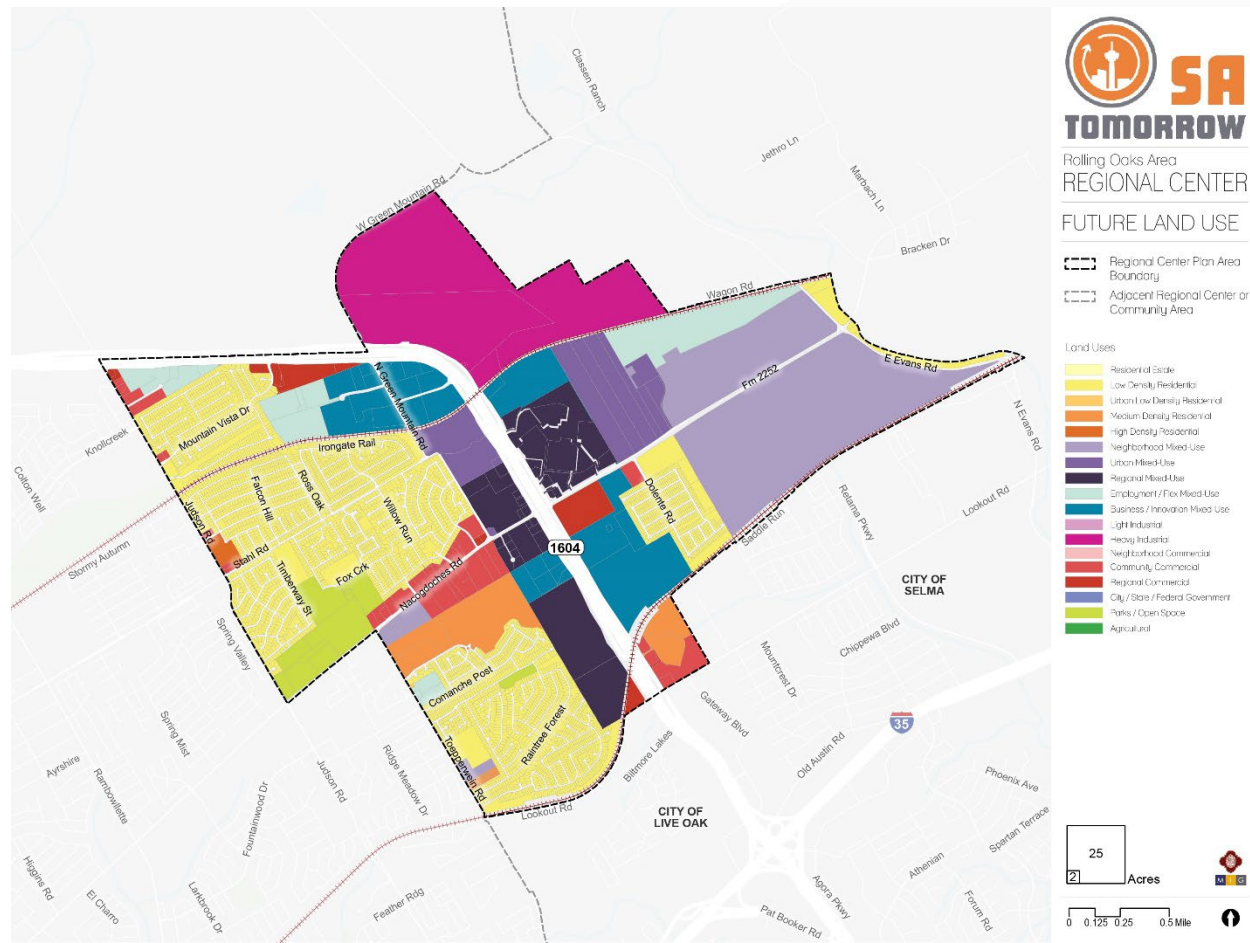 SA
TOMORROW
Rolling Oaks Area
REGIONAL CENTER
FUTURE LAND USE
Regional Center Plan Area
Boundary
Adjacent Regional Center or
Community Area
Land Uses
Residential Estate
Low Density Residential
Urban Low Density Residential
Medium Density Residential
High Density Residential
Neighborhood Mixed-Use
Urban Mixed-Use
Regional Mixed-Use
Employment / Flex Mixed-Use
Business / Innovation Mixed-Use
Light Industrial
Heavy Industrial
Neighborhood Commercial
Community Commercial
Regional Commercial
City / State / Federal Government
Parks / Open Space
Agricultural
25
2
Acres
M I G
0 0.125 0.25 0.5 Mile
Classen Ranch
Jethro Ln
Marbach Ln
Bracken Dr
W Green Mountain Rd
Wagon Rd
E Evans Rd
N Evans Rd
Fm 2252
N Green Mountain Rd
Knollcreek
Mountain Vista Dr
Irongate Rail
Colton Well
Falcon Hill
Ross Oak
Willow Run
Judson Rd
Stahl Rd
Stormy Autumn
Timberway St
Fox Crk
Nacogdoches Rd
1604
Dolente Rd
Saddle Run
Retama Pkwy
Lookout Rd
CITY OF
SELMA
Spring Valley
Comanche Post
Raintree Forest
Toepperwein Rd
Mountcrest Dr
Chippewa Blvd
Gateway Blvd
35
Old Austin Rd
Biltmore Lakes
Spring Mist
Ayrshire
Rambollette
Fountainwood Dr
Judson Rd
Ridge Meadow Dr
Lookout Rd
CITY OF
LIVE OAK
Phoenix Ave
Spartan Terrace
Athenian
Higgins Rd
El Charro
Larkbrook Dr
Feather Rdg
Agora Pkwy
Pat Booker Rd
Forum Rd